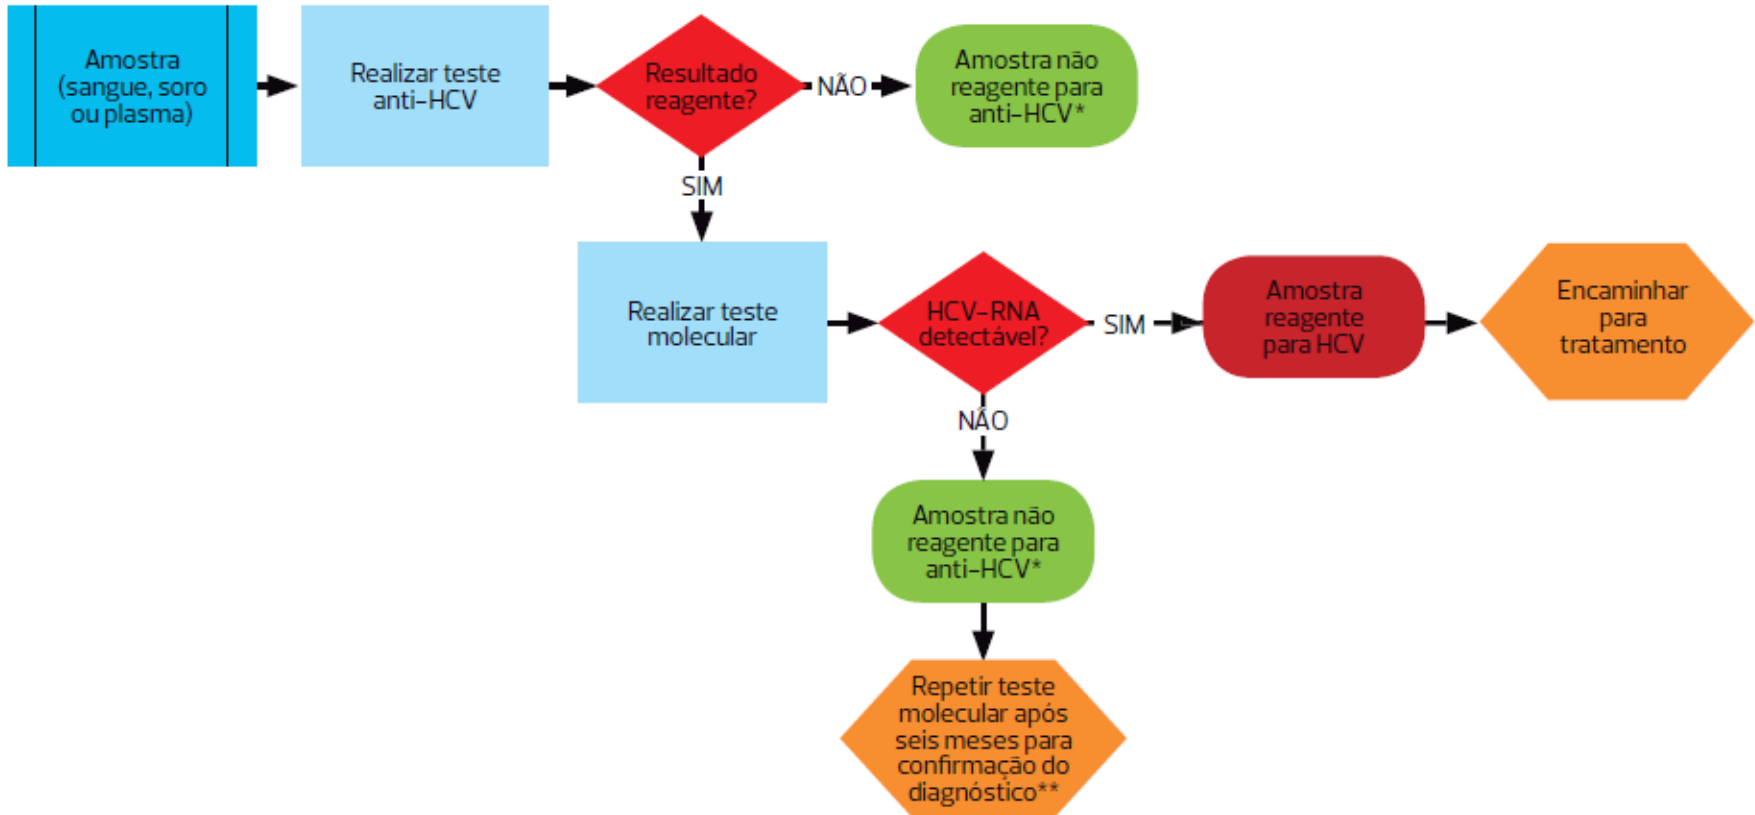 Amostra
(sangue, soro
ou plasma)
Realizar teste
anti-HCV
Resultado
reagente?
NÃO
Amostra não
reagente para
anti-HCV*
SIM
Realizar teste
molecular
HCV-RNA
detectável?
SIM
Amostra
reagente
para HCV
Encaminhar
para
tratamento
NÃO
Amostra não
reagente para
anti-HCV*
Repetir teste
molecular após
seis meses para
confirmação do
diagnóstico**